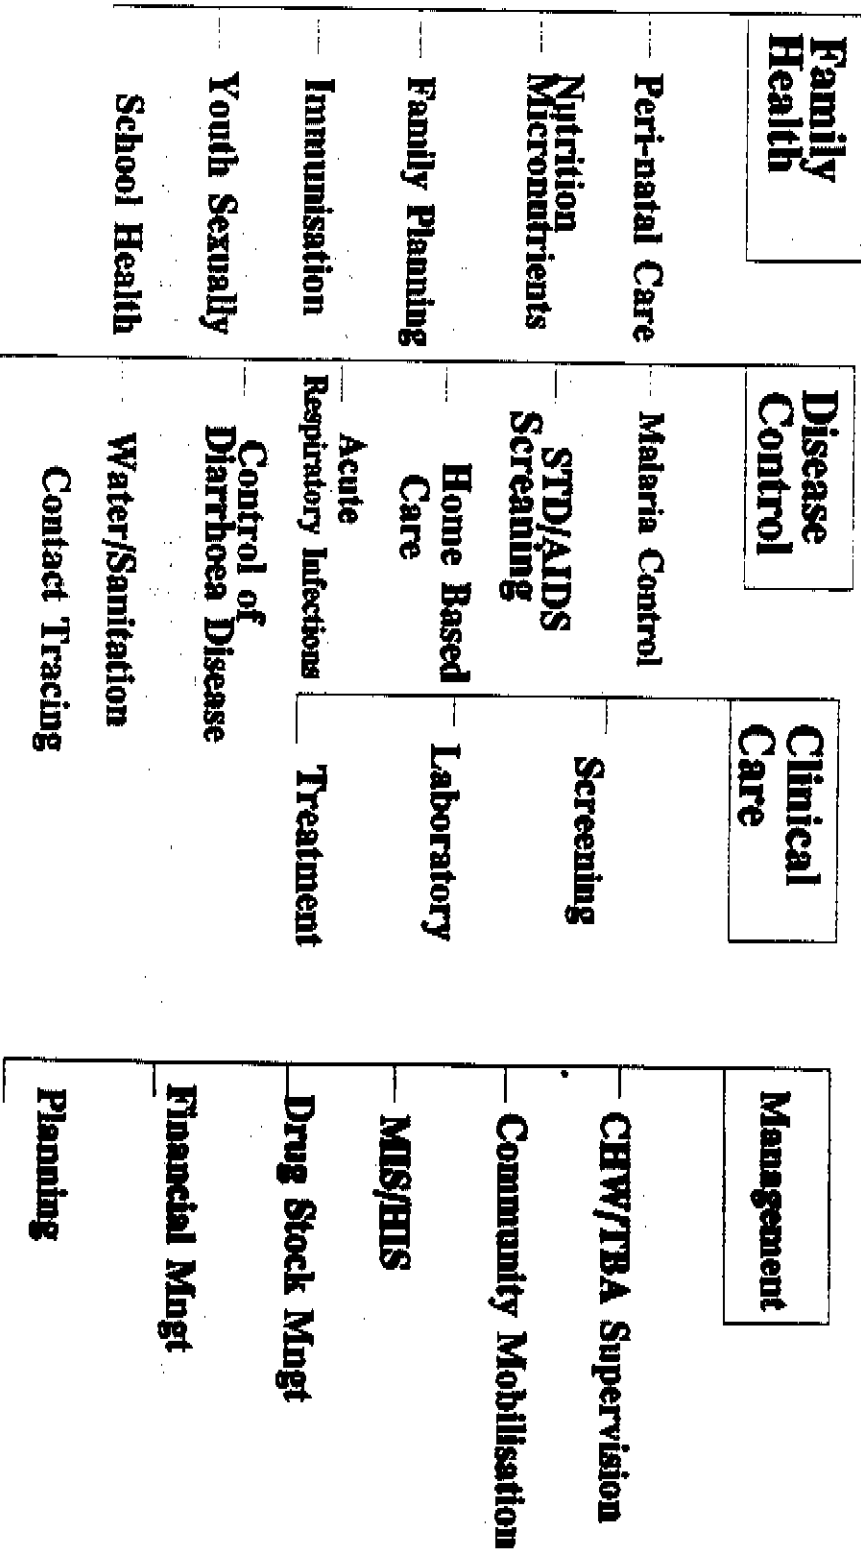 Family
Health
Peri-natal Care
Nutrition
Micronutrients
Family Planning
Immunisation
Youth Sexually
School Health
Disease
Control
Malaria Control
STD/AIDS
Screaning
Home Based
Care
Acute
Respiratory Infections
Control of
Diarrhoea Disease
Water/Sanitation
Contact Tracing
Clinical
Care
Screening
Laboratory
Treatment
Management
CHW/TBA Supervision
Community Mobilisation
MIS/HIS
Drug Stock Mngt
Financial Mngt
Planning